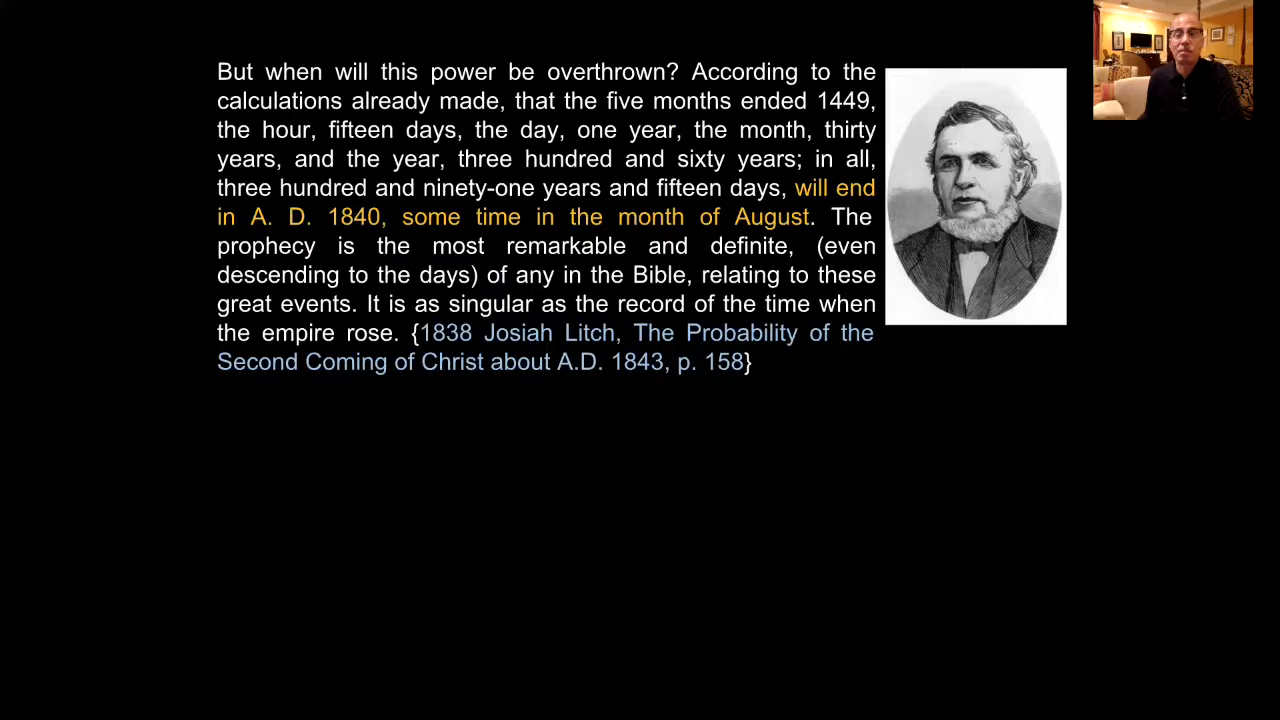 But when will this power be overthrown? According to the
calculations already made, that the five months ended 1449,
the hour, fifteen days, the day, one year, the month, thirty
years, and the year, three hundred and sixty years; in all,
three hundred and ninety-one years and fifteen days, will end
in A. D. 1840, some time in the month of August. The
prophecy is the most remarkable and definite, (even
descending to the days) of any in the Bible, relating to these
great events. It is as singular as the record of the time when
the empire rose. {1838 Josiah Litch, The Probability of the
Second Coming of Christ about A.D. 1843, p. 158}